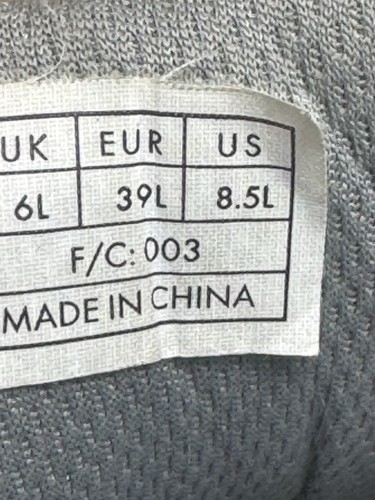 UK EUR US
6L 39L 8.5L
F/C: 003
MADE IN CHINA